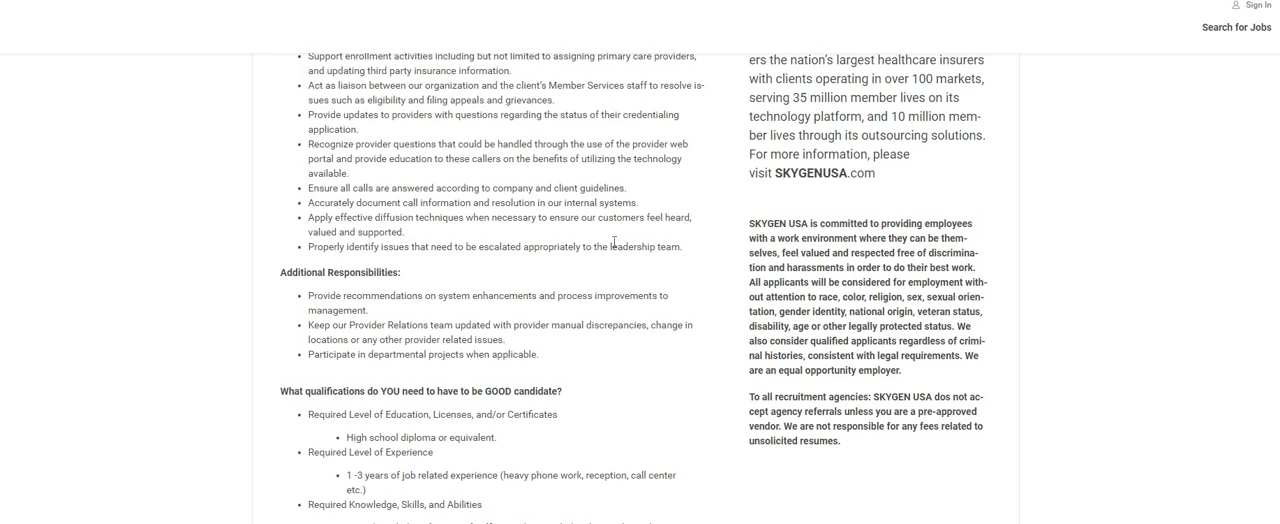 Sign In
Search for Jobs
Support enrollment activities including but not limited to assigning primary care providers,
and updating third party insurance information.
Act as liaison between our organization and the client's Member Services staff to resolve is-
sues such as eligibility and filing appeals and grievances.
Provide updates to providers with questions regarding the status of their credentialing
application.
Recognize provider questions that could be handled through the use of the provider web
portal and provide education to these callers on the benefits of utilizing the technology
available.
Ensure all calls are answered according to company and client guidelines.
Accurately document call information and resolution in our internal systems.
Apply effective diffusion techniques when necessary to ensure our customers feel heard,
valued and supported.
Properly identify issues that need to be escalated appropriately to the leadership team.
Additional Responsibilities:
Provide recommendations on system enhancements and process improvements to
management.
Keep our Provider Relations team updated with provider manual discrepancies, change in
locations or any other provider related issues.
Participate in departmental projects when applicable.
What qualifications do YOU need to have to be GOOD candidate?
Required Level of Education, Licenses, and/or Certificates
High school diploma or equivalent.
Required Level of Experience
1 -3 years of job related experience (heavy phone work, reception, call center
etc.)
Required Knowledge, Skills, and Abilities
ers the nation's largest healthcare insurers
with clients operating in over 100 markets,
serving 35 million member lives on its
technology platform, and 10 million mem-
ber lives through its outsourcing solutions.
For more information, please
visit SKYGENUSA.com
SKYGEN USA is committed to providing employees
with a work environment where they can be them-
selves, feel valued and respected free of discrimina-
tion and harassments in order to do their best work.
All applicants will be considered for employment with-
out attention to race, color, religion, sex, sexual orien-
tation, gender identity, national origin, veteran status,
disability, age or other legally protected status. We
also consider qualified applicants regardless of crimi-
nal histories, consistent with legal requirements. We
are an equal opportunity employer.
To all recruitment agencies: SKYGEN USA dos not ac-
cept agency referrals unless you are a pre-approved
vendor. We are not responsible for any fees related to
unsolicited resumes.